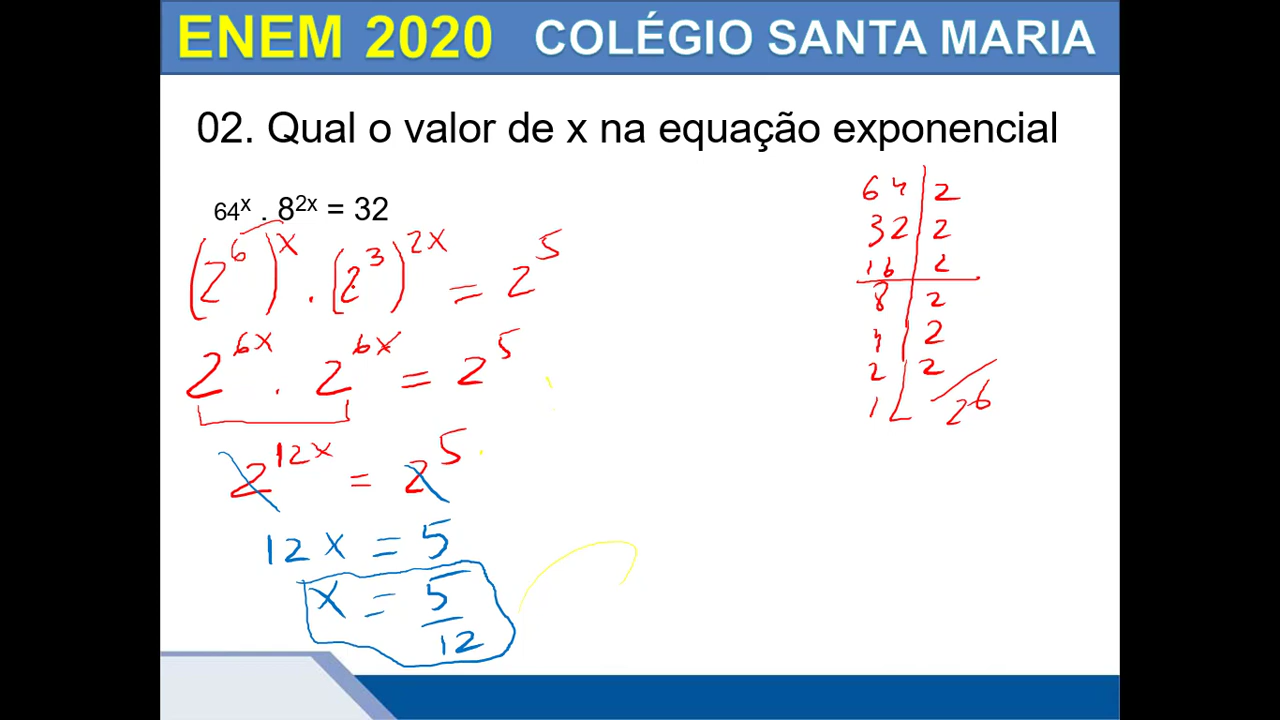 ENEM 2020 COLÉGIO SANTA MARIA
02. Qual o valor de x na equação exponencial
64ˣ . 8²ˣ = 32
(2⁶)ˣ . (2³)²ˣ = 2⁵
2⁶ˣ . 2⁶ˣ = 2⁵
2¹²ˣ = 2⁵
12x = 5
x = 5/12
64 | 2
32 | 2
16 | 2
8 | 2
4 | 2
2 | 2
1 2⁶